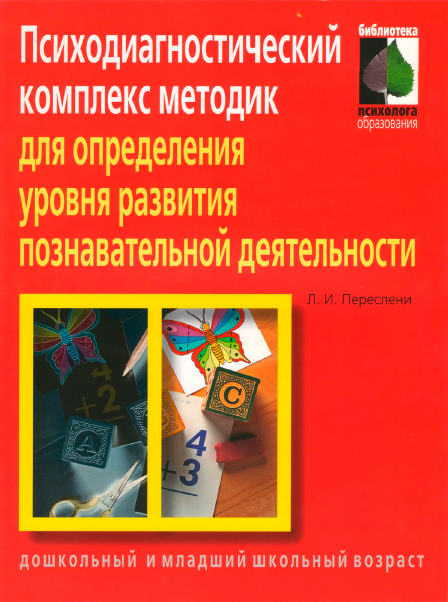 Психодиагностический
комплекс методик
для определения
уровня развития
познавательной деятельности
библиотека
психолога
образования
Л. И. Переслени
4
+2
A
C
4
+3
дошкольный и младший школьный возраст